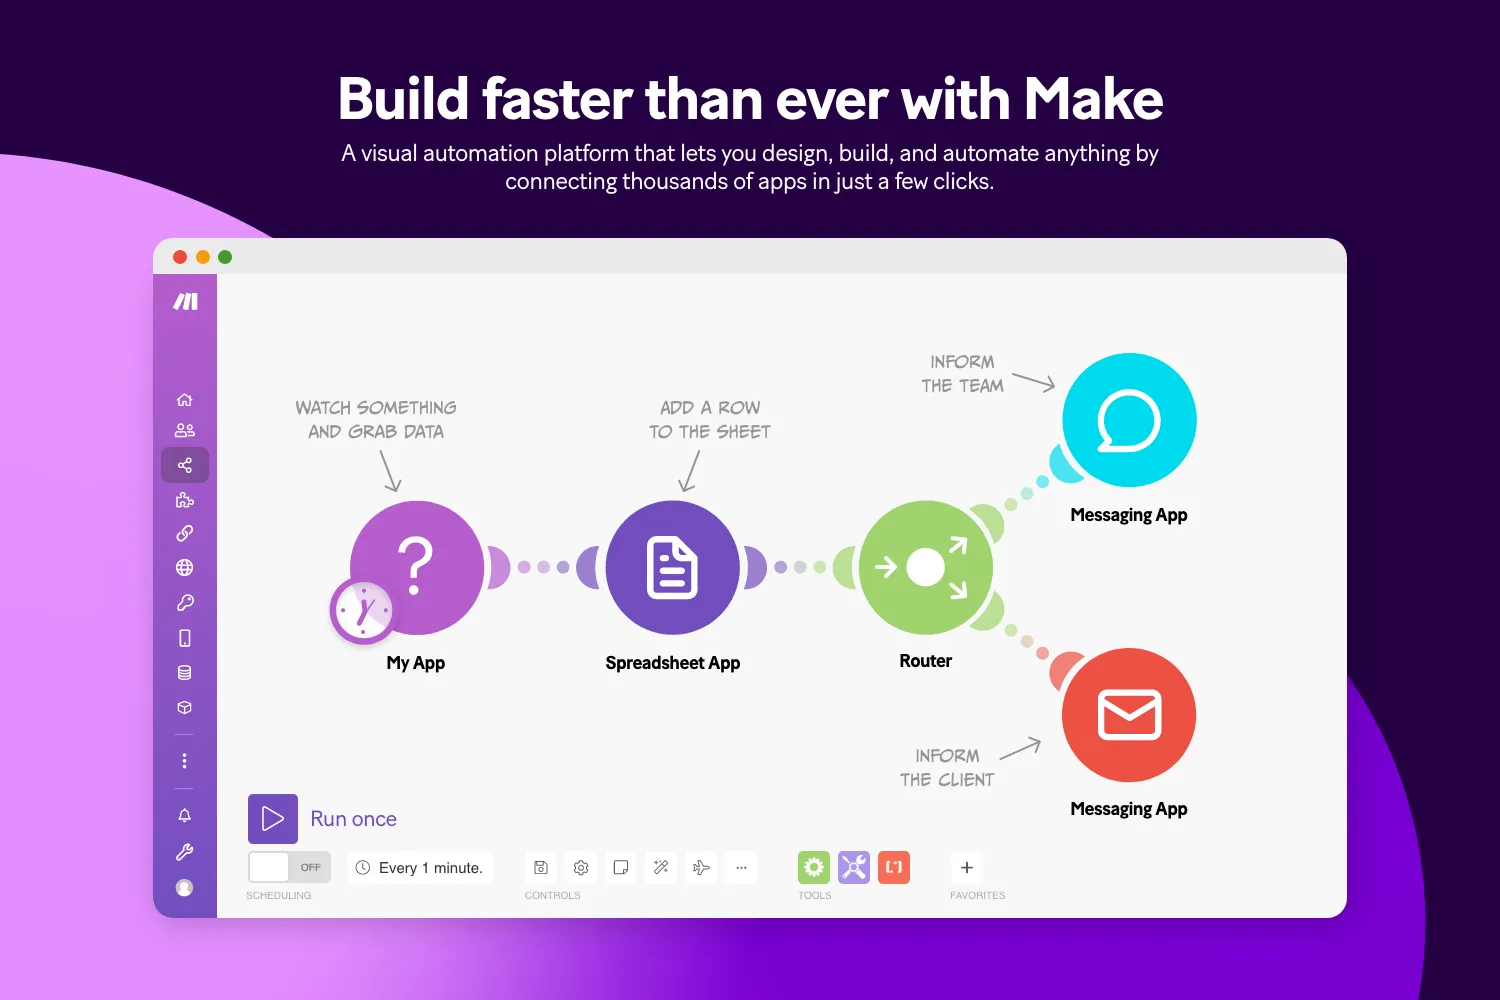 Build faster than ever with Make
A visual automation platform that lets you design, build, and automate anything by
connecting thousands of apps in just a few clicks.
INFORM
THE TEAM
WATCH SOMETHING
AND GRAB DATA
ADD A ROW
TO THE SHEET
Messaging App
My App
Spreadsheet App
Router
INFORM
THE CLIENT
Messaging App
Run once
OFF
Every 1 minute.
SCHEDULING
CONTROLS
TOOLS
FAVORITES